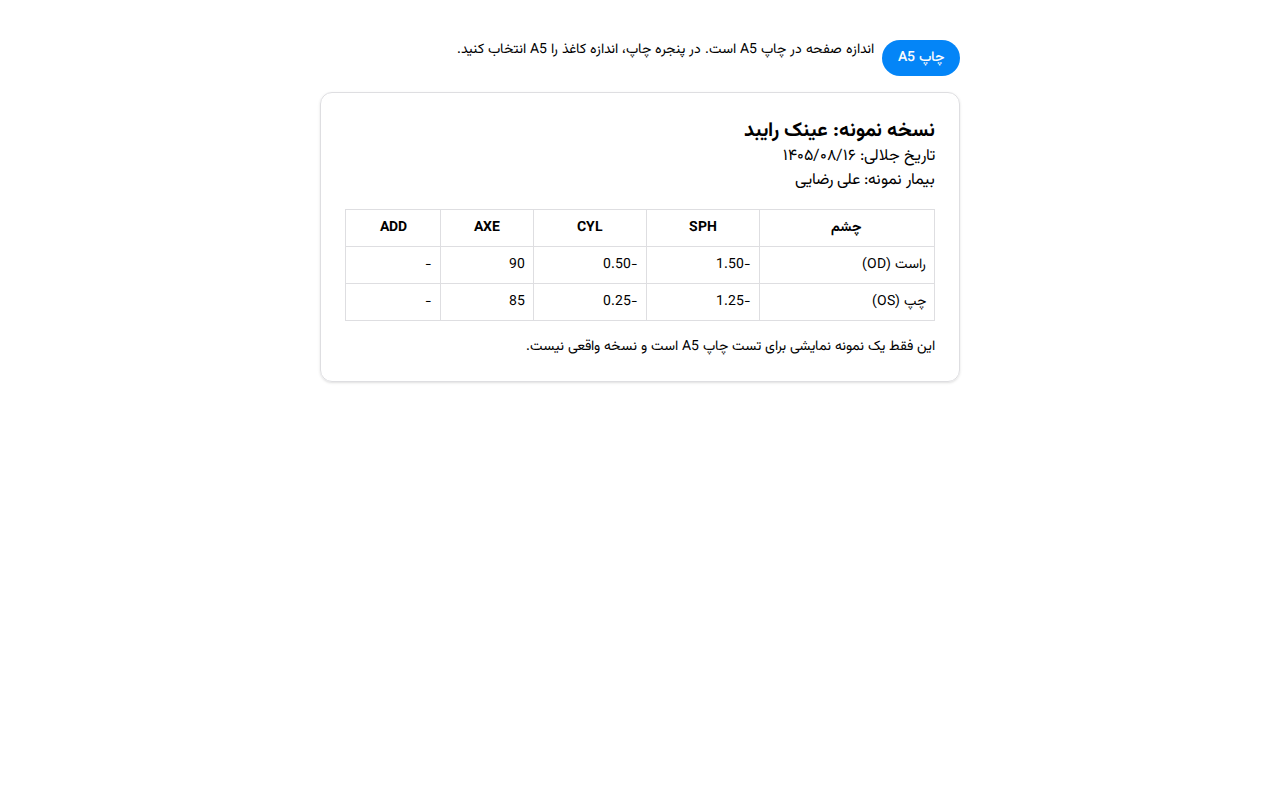 چاپ A5
اندازه صفحه در چاپ A5 است. در پنجره چاپ، اندازه کاغذ را A5 انتخاب کنید.
نسخه نمونه: عینک رایبد
تاریخ جلالی: ۱۴۰۵/۰۸/۱۶
بیمار نمونه: علی رضایی
چشم SPH CYL AXE ADD
راست (OD) -1.50 -0.50 90 -
چپ (OS) -1.25 -0.25 85 -
این فقط یک نمونه نمایشی برای تست چاپ A5 است و نسخه واقعی نیست.